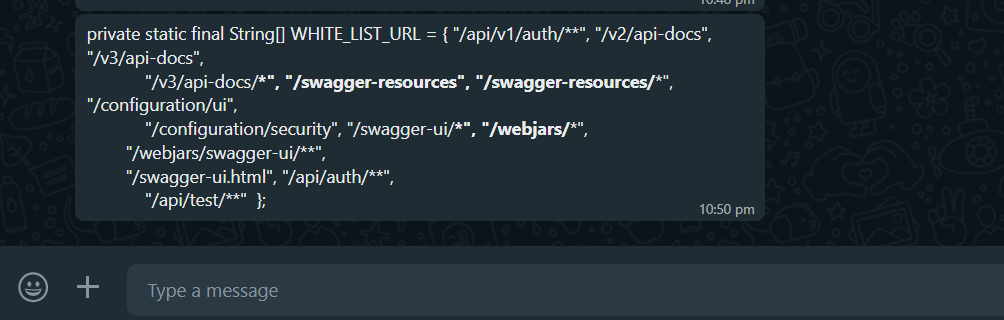 10:48 pm
private static final String[] WHITE_LIST_URL = { "/api/v1/auth/**", "/v2/api-docs",
"/v3/api-docs",
"/v3/api-docs/*", "/swagger-resources", "/swagger-resources/*",
"/configuration/ui",
"/configuration/security", "/swagger-ui/*", "/webjars/*",
"/webjars/swagger-ui/**",
"/swagger-ui.html", "/api/auth/**",
"/api/test/**" };
10:50 pm
Type a message